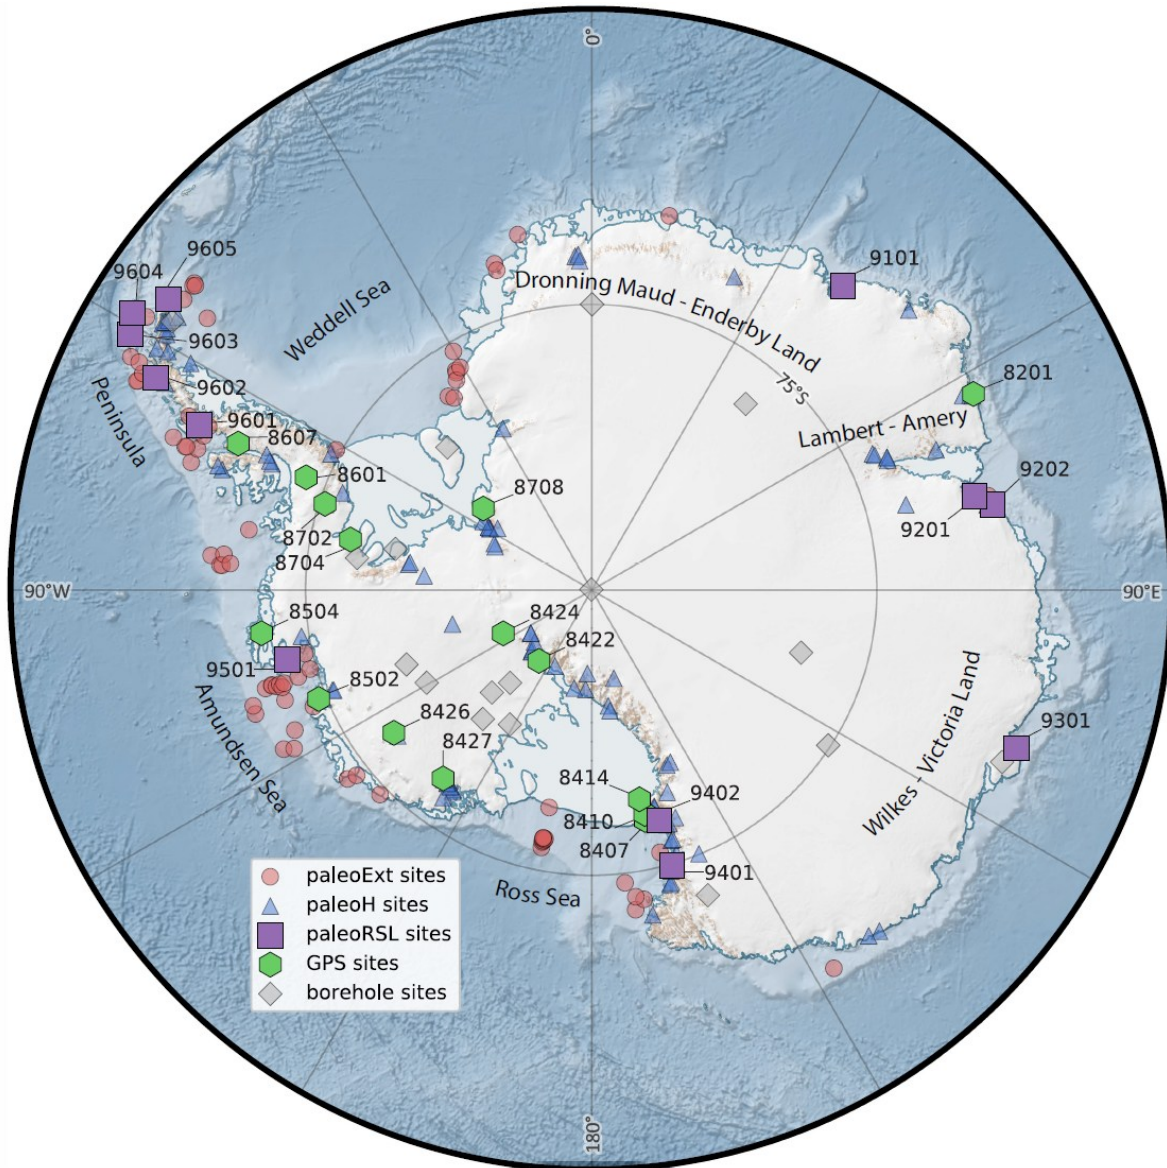 0°
9605
9604
9101
Weddell Sea
Dronning Maud - Enderby Land
9603
9602
75°S
8201
Peninsula
9601
Lambert - Amery
8607
8601
9202
8708
8702
9201
8704
90°W
90°E
8504
8424
8422
9501
8502
Amundsen Sea
8426
8427
9301
Wilkes - Victoria Land
8414
9402
8410
8407
9401
Ross Sea
paleoExt sites
paleoH sites
paleoRSL sites
GPS sites
borehole sites
180°